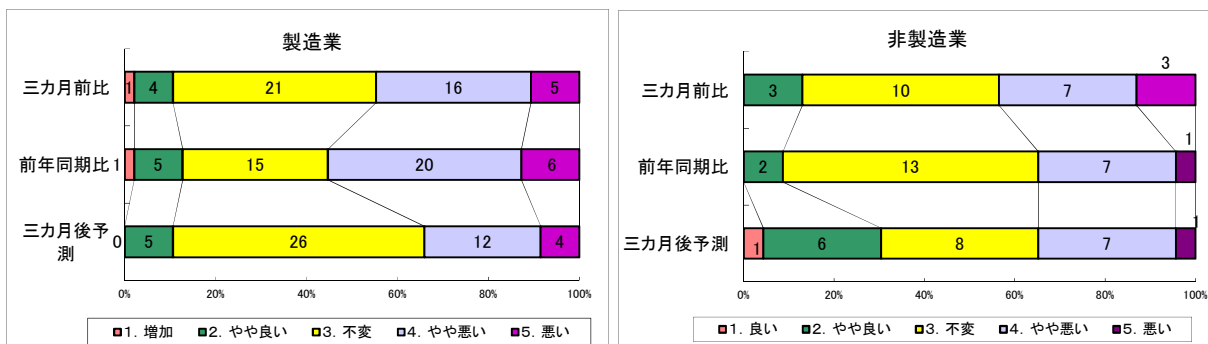 製造業
三カ月前比
1 4 21 16 5
前年同期比
1 5 15 20 6
三カ月後予
測
0 5 26 12 4
0% 20% 40% 60% 80% 100%
1. 増加 2. やや良い 3. 不変 4. やや悪い 5. 悪い
非製造業
3
三カ月前比
3 10 7
1
前年同期比
2 13 7
1
三カ月後予測
1 6 8 7
0% 20% 40% 60% 80% 100%
1. 良い 2. やや良い 3. 不変 4. やや悪い 5. 悪い